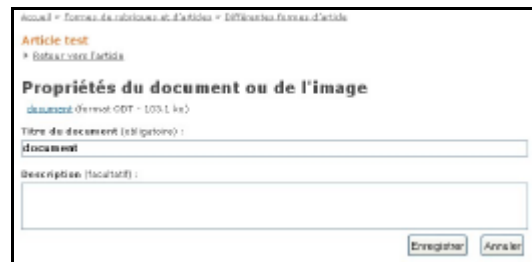 Accueil > Formes de rubriques et d'articles > Différentes formes d'article
Article test
Retour vers l'article
Propriétés du document ou de l'image
document (format ODT - 103.1 ko)
Titre du document (obligatoire) :
document
Description (facultatif) :
Enregistrer Annuler